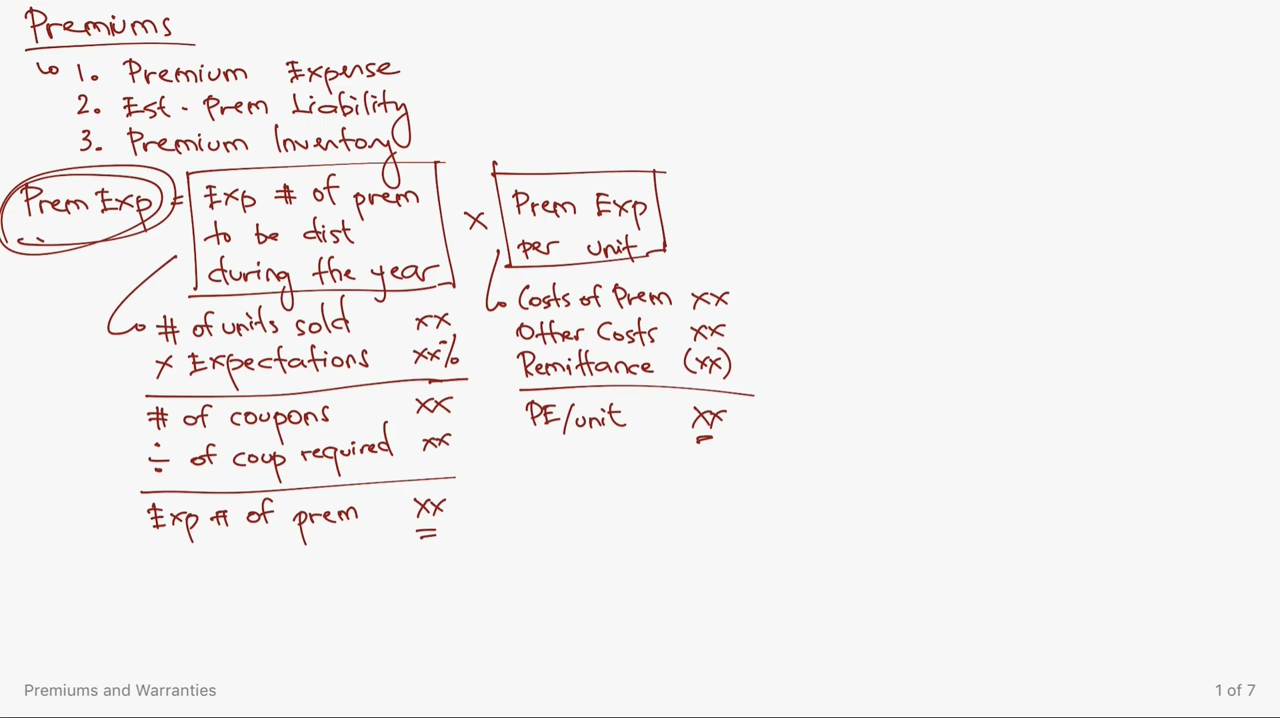 Premiums
1. Premium Expense
2. Est. Prem Liability
3. Premium Inventory
Prem Exp = Exp # of prem to be dist during the year × Prem Exp per unit
# of units sold xx
× Expectations xx%
# of coupons xx
÷ of coup required xx
Exp # of prem xx
Costs of Prem xx
Other Costs xx
Remittance (xx)
PE/unit xx
Premiums and Warranties
1 of 7